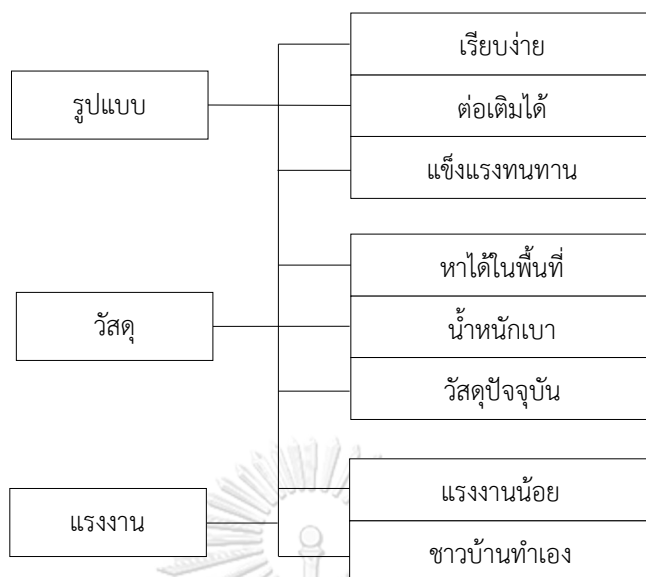 รูปแบบ
เรียบง่าย
ต่อเติมได้
แข็งแรงทนทาน
วัสดุ
หาได้ในพื้นที่
น้ำหนักเบา
วัสดุปัจจุบัน
แรงงาน
แรงงานน้อย
ชาวบ้านทำเอง